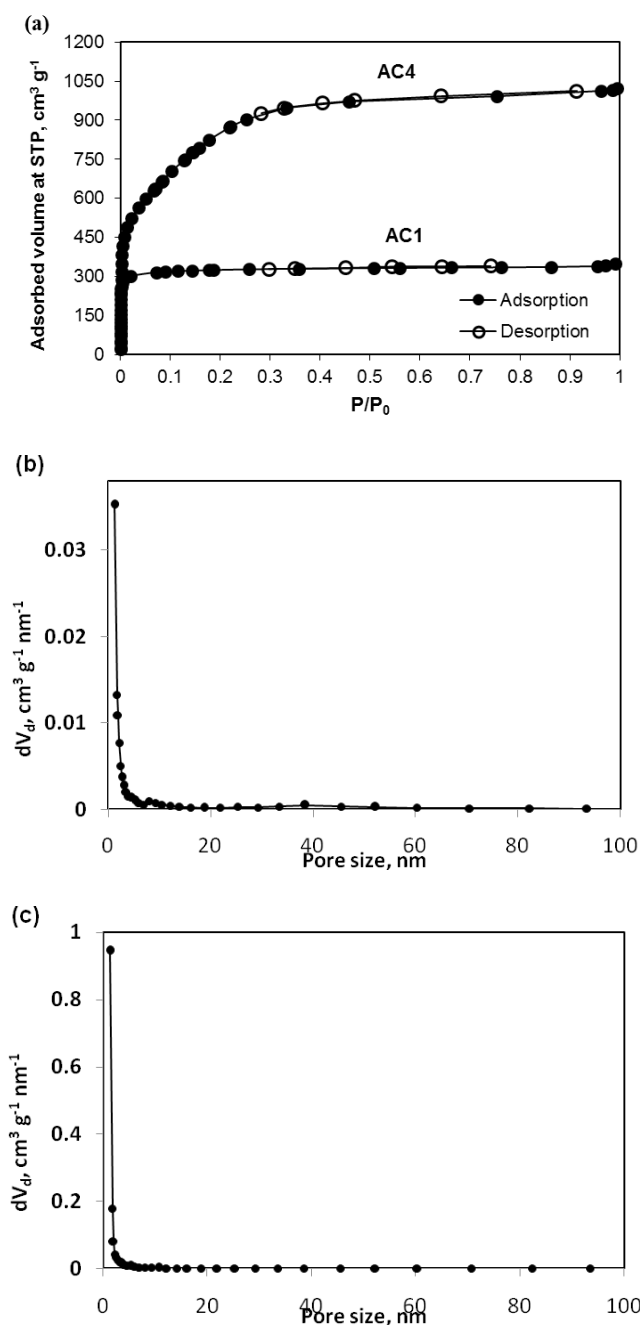 (a)
Adsorbed volume at STP, cm³ g⁻¹
1200
1050
900
750
600
450
300
150
0
AC4
AC1
Adsorption
Desorption
0 0.1 0.2 0.3 0.4 0.5 0.6 0.7 0.8 0.9 1
P/P₀
(b)
dV_d, cm³ g⁻¹ nm⁻¹
0.03
0.02
0.01
0
0 20 40 60 80 100
Pore size, nm
(c)
dV_d, cm³ g⁻¹ nm⁻¹
1
0.8
0.6
0.4
0.2
0
0 20 40 60 80 100
Pore size, nm